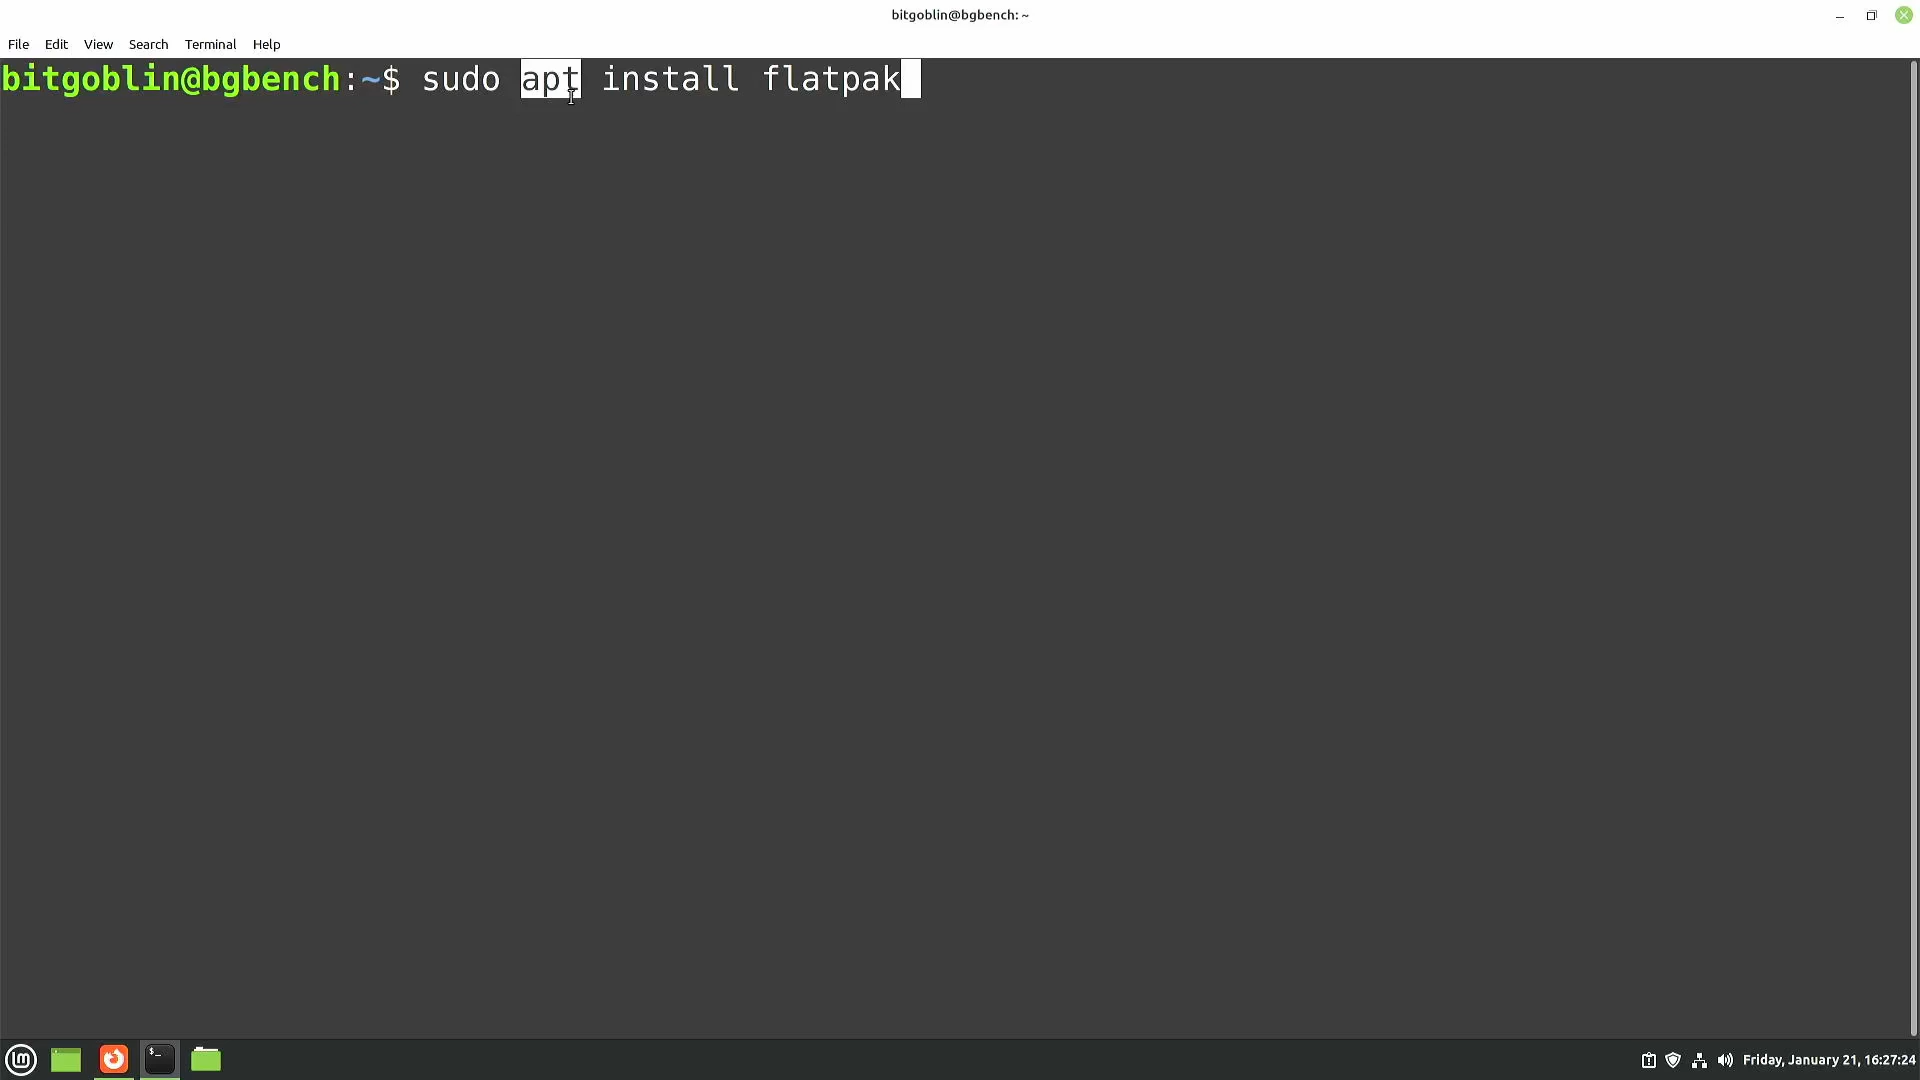 bitgoblin@bgbench: ~
File Edit View Search Terminal Help
bitgoblin@bgbench:~$ sudo apt install flatpak
$_
Friday, January 21, 16:27:24